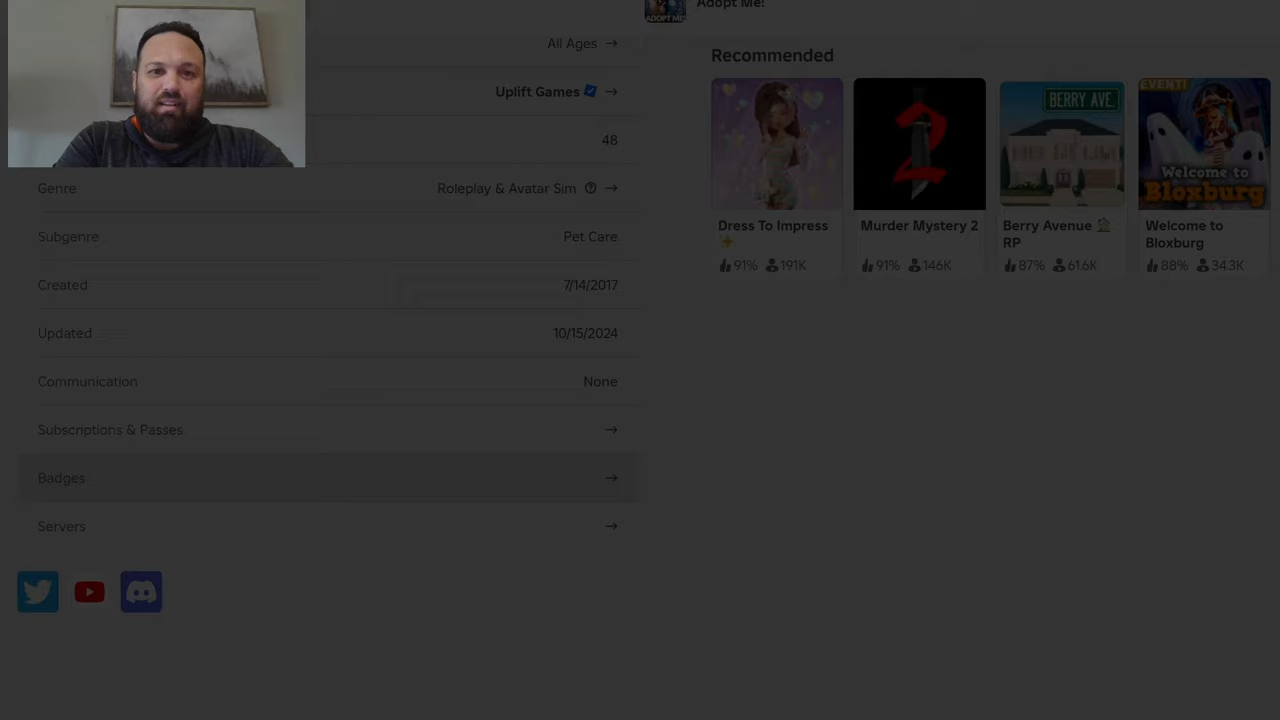 Adopt Me!
ADOPT ME!
All Ages
Uplift Games
48
Genre
Roleplay & Avatar Sim
Subgenre
Pet Care
Created
7/14/2017
Updated
10/15/2024
Communication
None
Subscriptions & Passes
Badges
Servers
Recommended
BERRY AVE.
EVENT!
2
Welcome to
Bloxburg
Dress To Impress
91% 191K
Murder Mystery 2
91% 146K
Berry Avenue
RP
87% 61.6K
Welcome to
Bloxburg
88% 34.3K